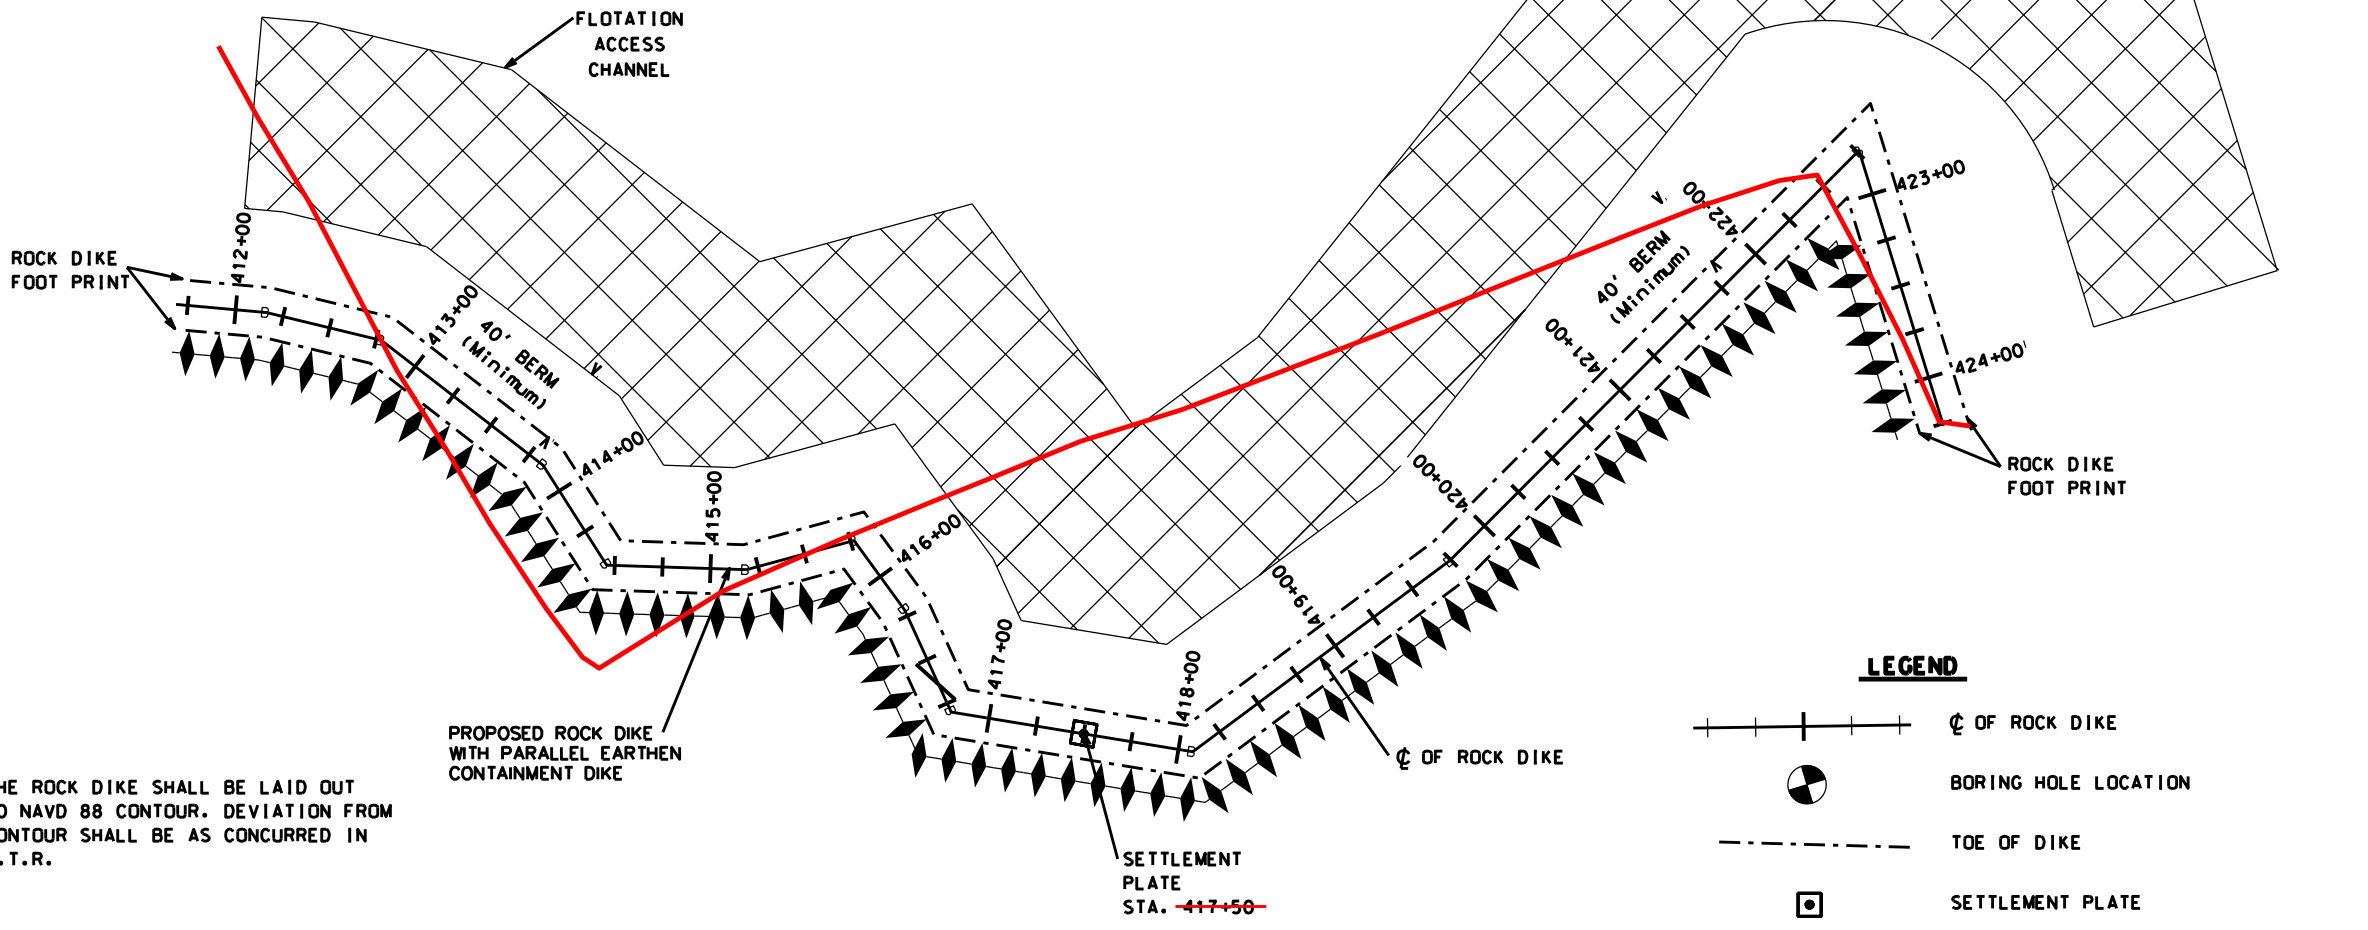 FLOTATION
ACCESS
CHANNEL
ROCK DIKE
FOOT PRINT
412+00
413+00
40' BERM
(Minimum)
414+00
415+00
416+00
417+00
418+00
419+00
420+00
421+00
422+00
40' BERM
(Minimum)
423+00
424+00
ROCK DIKE
FOOT PRINT
PROPOSED ROCK DIKE
WITH PARALLEL EARTHEN
CONTAINMENT DIKE
℄ OF ROCK DIKE
SETTLEMENT
PLATE
STA. 417+50
HE ROCK DIKE SHALL BE LAID OUT
O NAVD 88 CONTOUR. DEVIATION FROM
ONTOUR SHALL BE AS CONCURRED IN
.T.R.
LEGEND
℄ OF ROCK DIKE
BORING HOLE LOCATION
TOE OF DIKE
SETTLEMENT PLATE